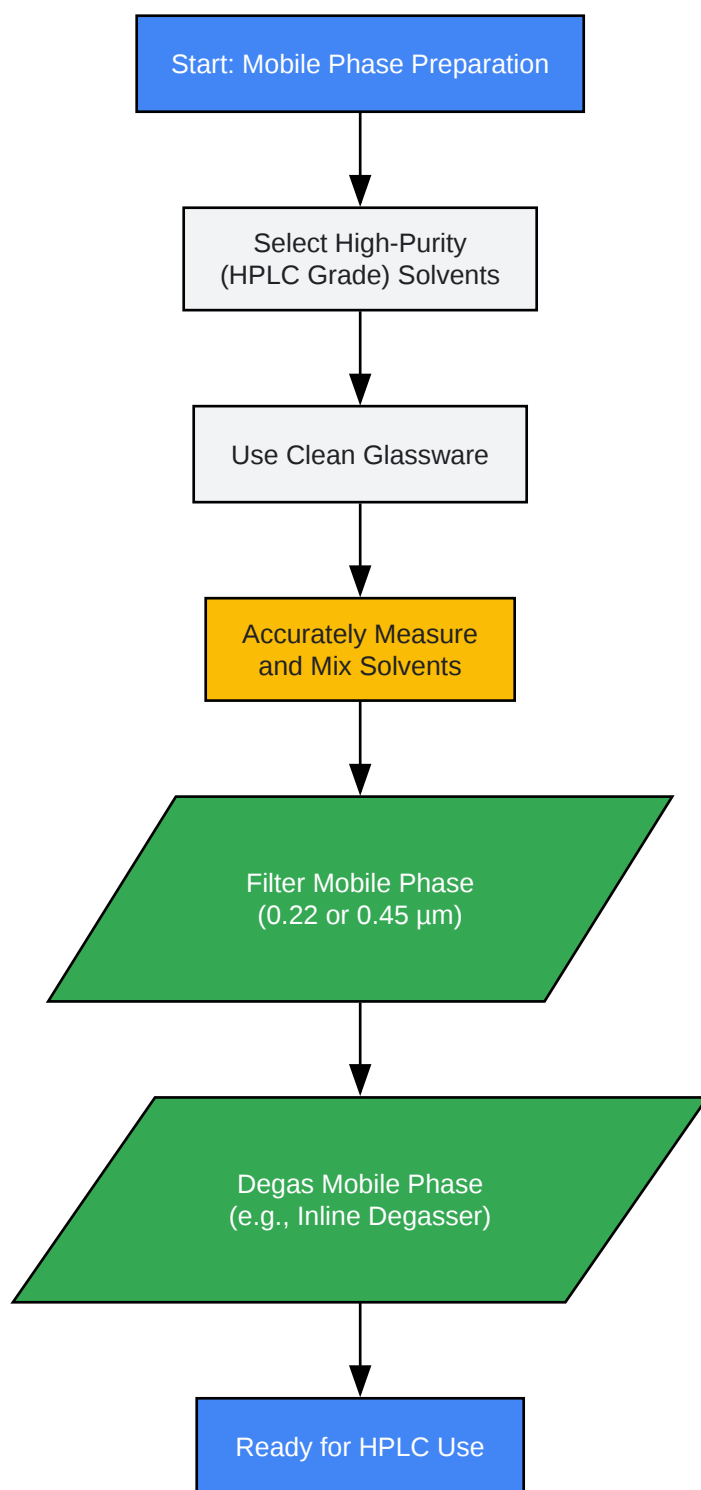 Start: Mobile Phase Preparation
Select High-Purity
(HPLC Grade) Solvents
Use Clean Glassware
Accurately Measure
and Mix Solvents
Filter Mobile Phase
(0.22 or 0.45 µm)
Degas Mobile Phase
(e.g., Inline Degasser)
Ready for HPLC Use